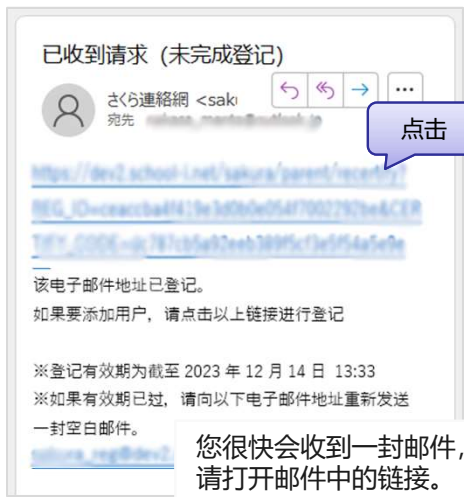 已收到请求（未完成登记）
さくら連絡網 <saku
宛先
点击
该电子邮件地址已登记。
如果要添加用户，请点击以上链接进行登记
※登记有效期为截至 2023 年 12 月 14 日 13:33
※如果有效期已过，请向以下电子邮件地址重新发送
一封空白邮件。
您很快会收到一封邮件，
请打开邮件中的链接。